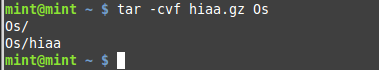 mint@mint ~ $ tar -cvf hiaa.gz Os
Os/
Os/hiaa
mint@mint ~ $